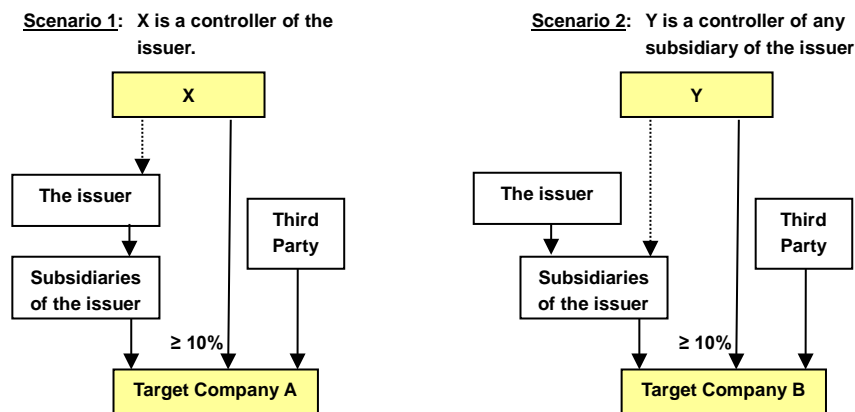 Scenario 1: X is a controller of the
issuer.
X
The issuer
Third
Party
Subsidiaries
of the issuer
≥ 10%
Target Company A
Scenario 2: Y is a controller of any
subsidiary of the issuer
Y
The issuer
Third
Party
Subsidiaries
of the issuer
≥ 10%
Target Company B